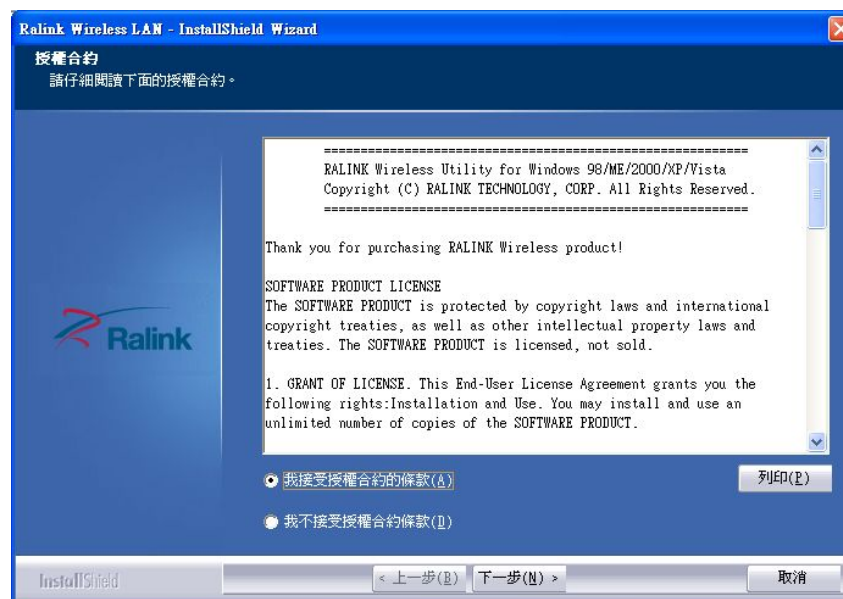 Ralink Wireless LAN - InstallShield Wizard
授權合約
請仔細閱讀下面的授權合約。
========================================================
RALINK Wireless Utility for Windows 98/ME/2000/XP/Vista
Copyright (C) RALINK TECHNOLOGY, CORP. All Rights Reserved.
========================================================
Thank you for purchasing RALINK Wireless product!
SOFTWARE PRODUCT LICENSE
The SOFTWARE PRODUCT is protected by copyright laws and international
copyright treaties, as well as other intellectual property laws and
treaties. The SOFTWARE PRODUCT is licensed, not sold.
1. GRANT OF LICENSE. This End-User License Agreement grants you the
following rights:Installation and Use. You may install and use an
unlimited number of copies of the SOFTWARE PRODUCT.
Ralink
我接受授權合約的條款(A)
列印(P)
我不接受授權合約條款(D)
InstallShield
< 上一步(B)
下一步(N) >
取消